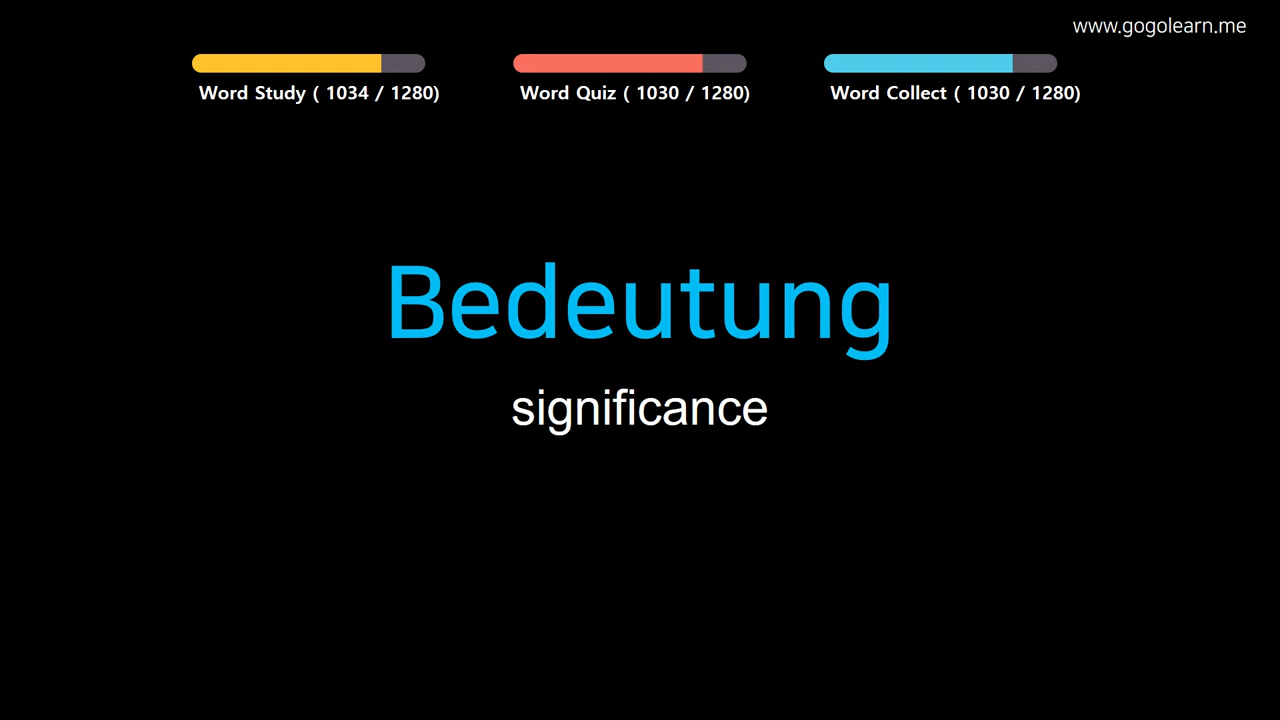 www.gogolearn.me
Word Study ( 1034 / 1280)
Word Quiz ( 1030 / 1280)
Word Collect ( 1030 / 1280)
Bedeutung
significance